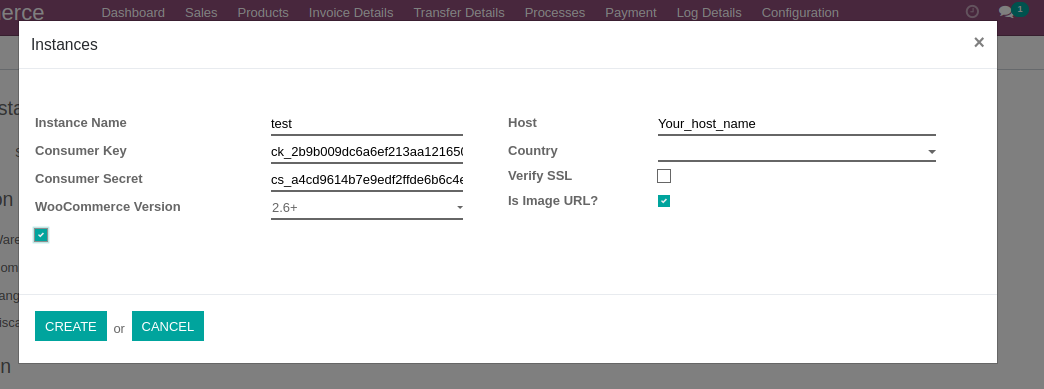 erce Dashboard Sales Products Invoice Details Transfer Details Processes Payment Log Details Configuration 1
Instances ×
Instance Name test
Host Your_host_name
Consumer Key ck_2b9b009dc6a6ef213aa121650
Country
Consumer Secret cs_a4cd9614b7e9edf2ffde6b6c4e
Verify SSL
WooCommerce Version 2.6+
Is Image URL?
CREATE or CANCEL